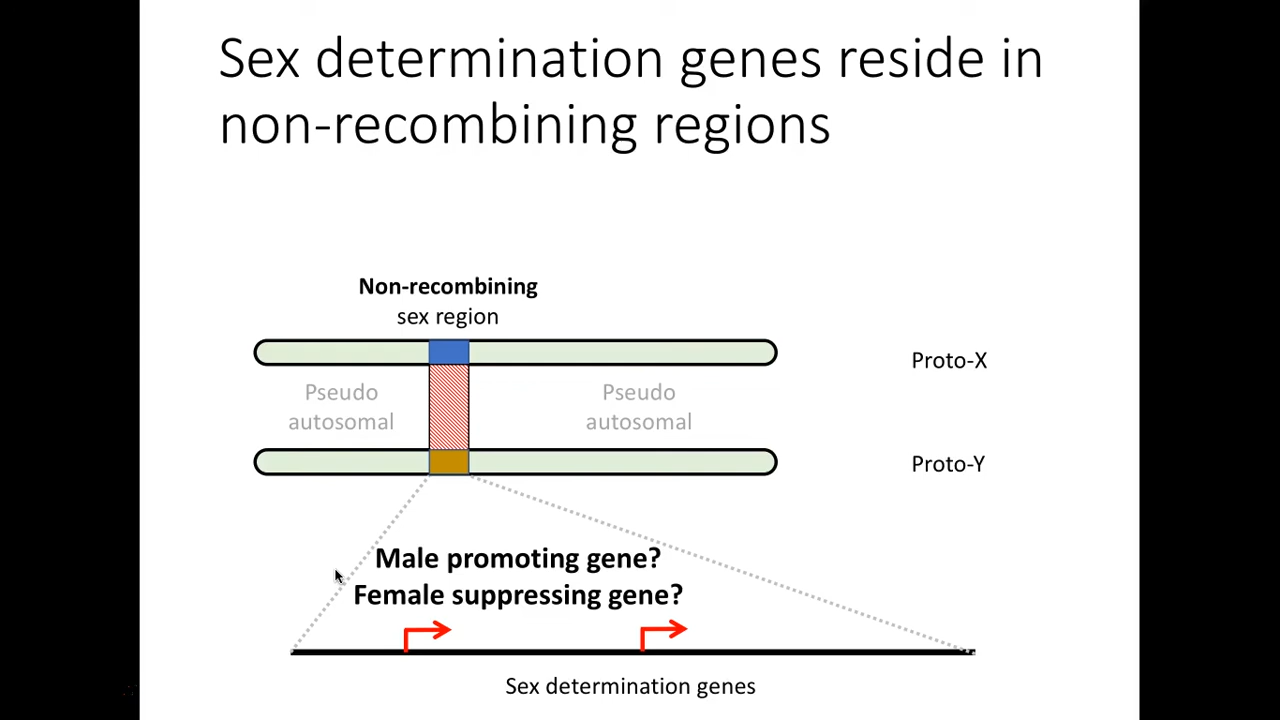 Sex determination genes reside in
non-recombining regions
Non-recombining
sex region
Proto-X
Pseudo
autosomal
Pseudo
autosomal
Proto-Y
Male promoting gene?
Female suppressing gene?
Sex determination genes